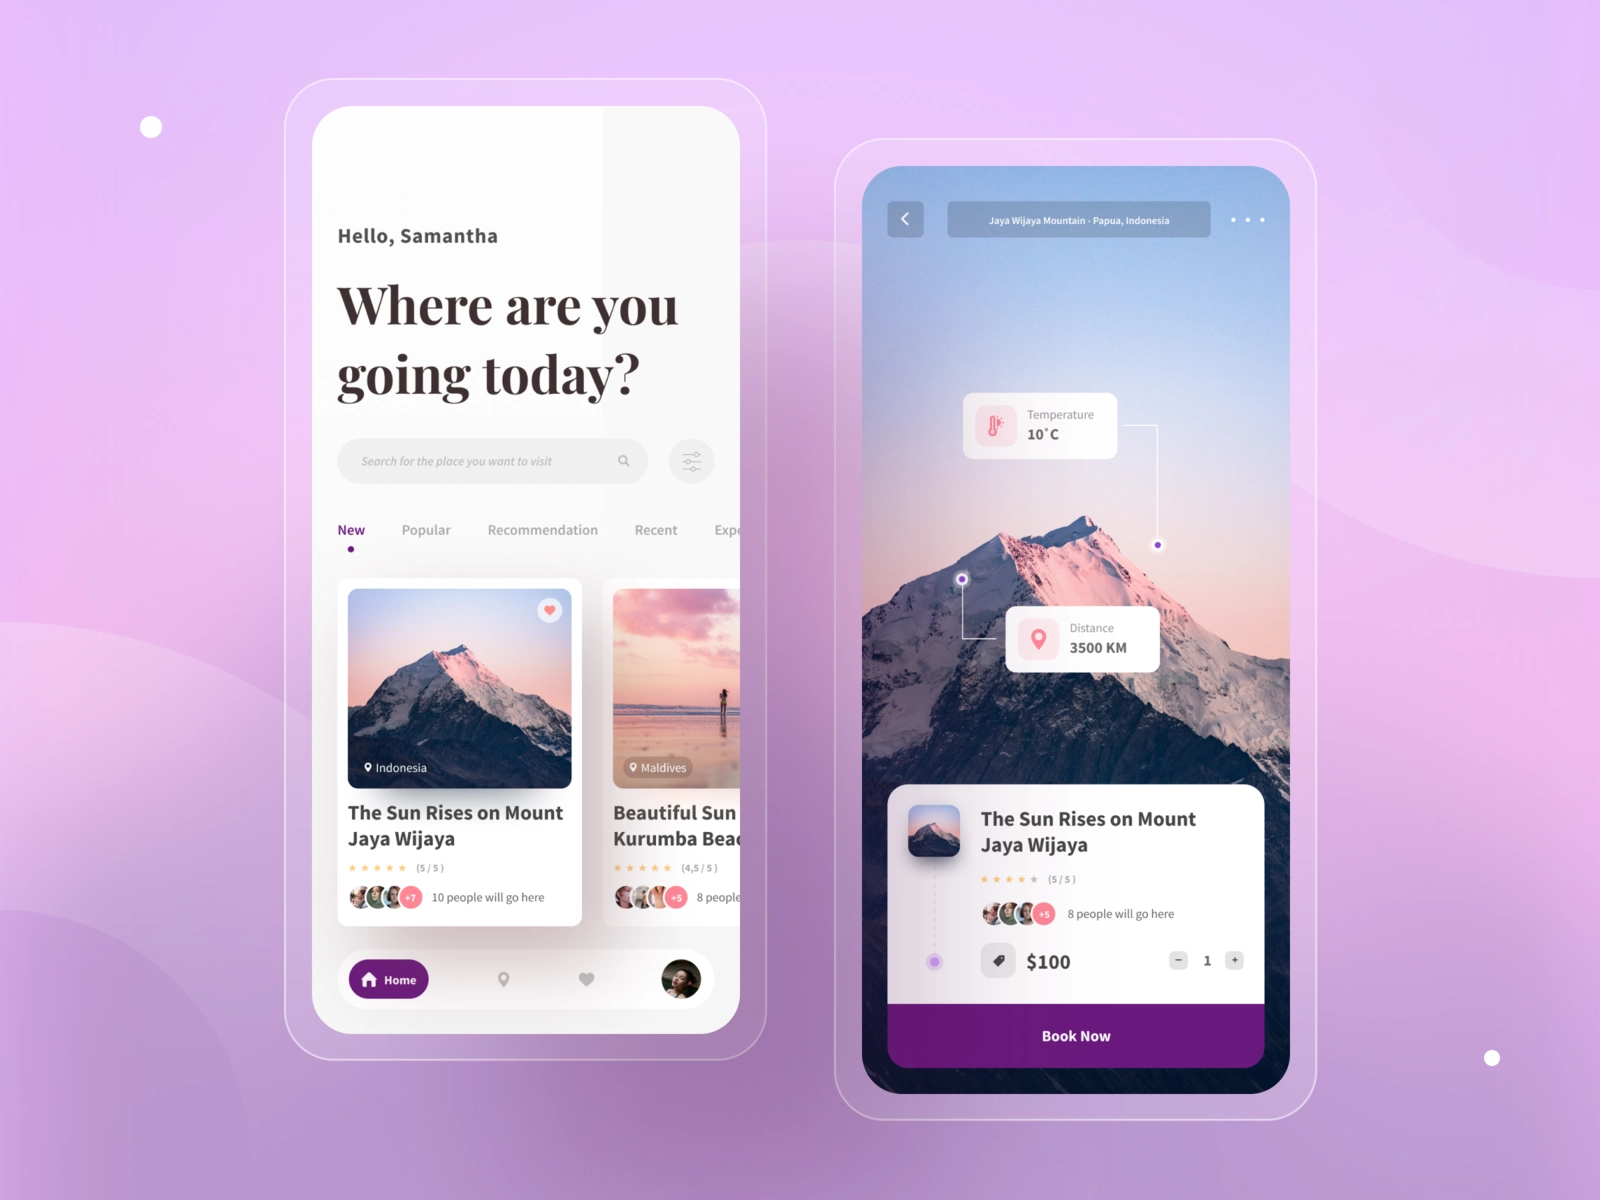 Hello, Samantha
Where are you
going today?
Search for the place you want to visit
New Popular Recommendation Recent Expe
Indonesia
The Sun Rises on Mount
Jaya Wijaya
(5 / 5 )
+7 10 people will go here
Maldives
Beautiful Sun
Kurumba Beac
(4,5 / 5 )
+5 8 people
Home
Jaya Wijaya Mountain - Papua, Indonesia
Temperature
10˚C
Distance
3500 KM
The Sun Rises on Mount
Jaya Wijaya
(5 / 5 )
+5 8 people will go here
$100 − 1 +
Book Now